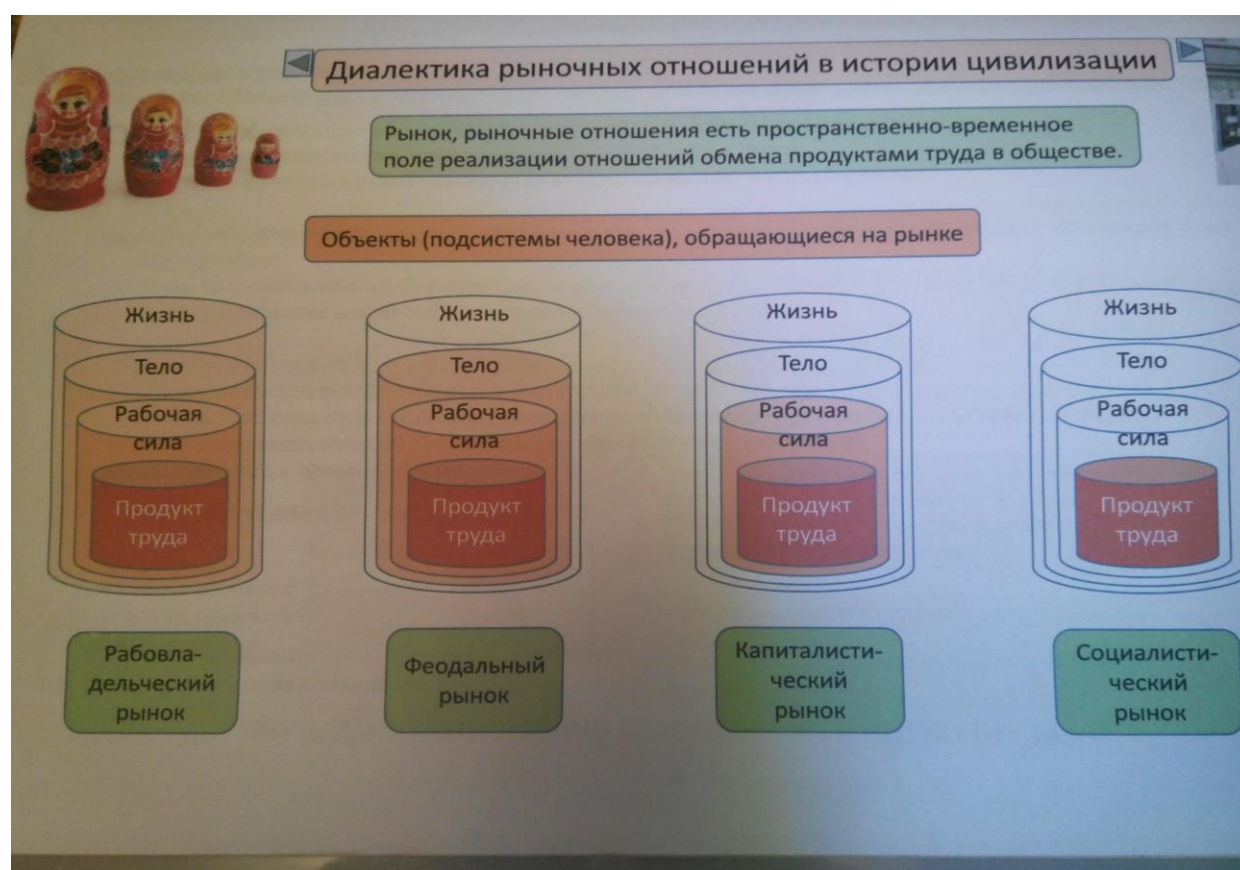 Диалектика рыночных отношений в истории цивилизации
Рынок, рыночные отношения есть пространственно-временное
поле реализации отношений обмена продуктами труда в обществе.
Объекты (подсистемы человека), обращающиеся на рынке
Жизнь
Тело
Рабочая
сила
Продукт
труда
Рабовла-
дельческий
рынок
Жизнь
Тело
Рабочая
сила
Продукт
труда
Феодальный
рынок
Жизнь
Тело
Рабочая
сила
Продукт
труда
Капиталисти-
ческий
рынок
Жизнь
Тело
Рабочая
сила
Продукт
труда
Социалисти-
ческий
рынок